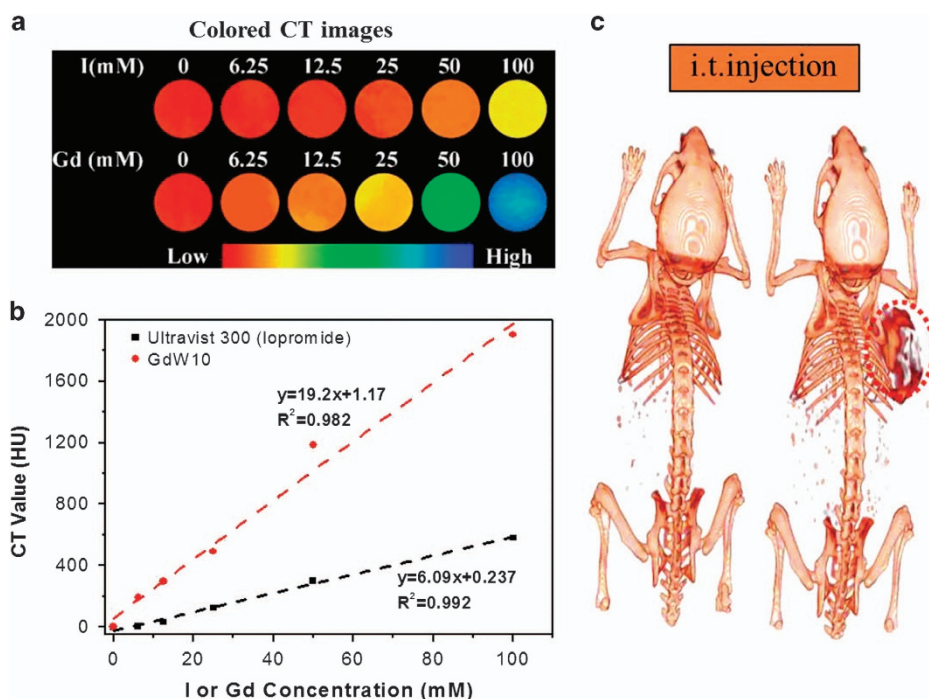 a
Colored CT images
I(mM) 0 6.25 12.5 25 50 100
Gd (mM) 0 6.25 12.5 25 50 100
Low High
b
2000
1600
1200
800
400
0
CT Value (HU)
Ultravist 300 (Iopromide)
GdW10
y=19.2x+1.17
R²=0.982
y=6.09x+0.237
R²=0.992
0 20 40 60 80 100
I or Gd Concentration (mM)
c
i.t.injection